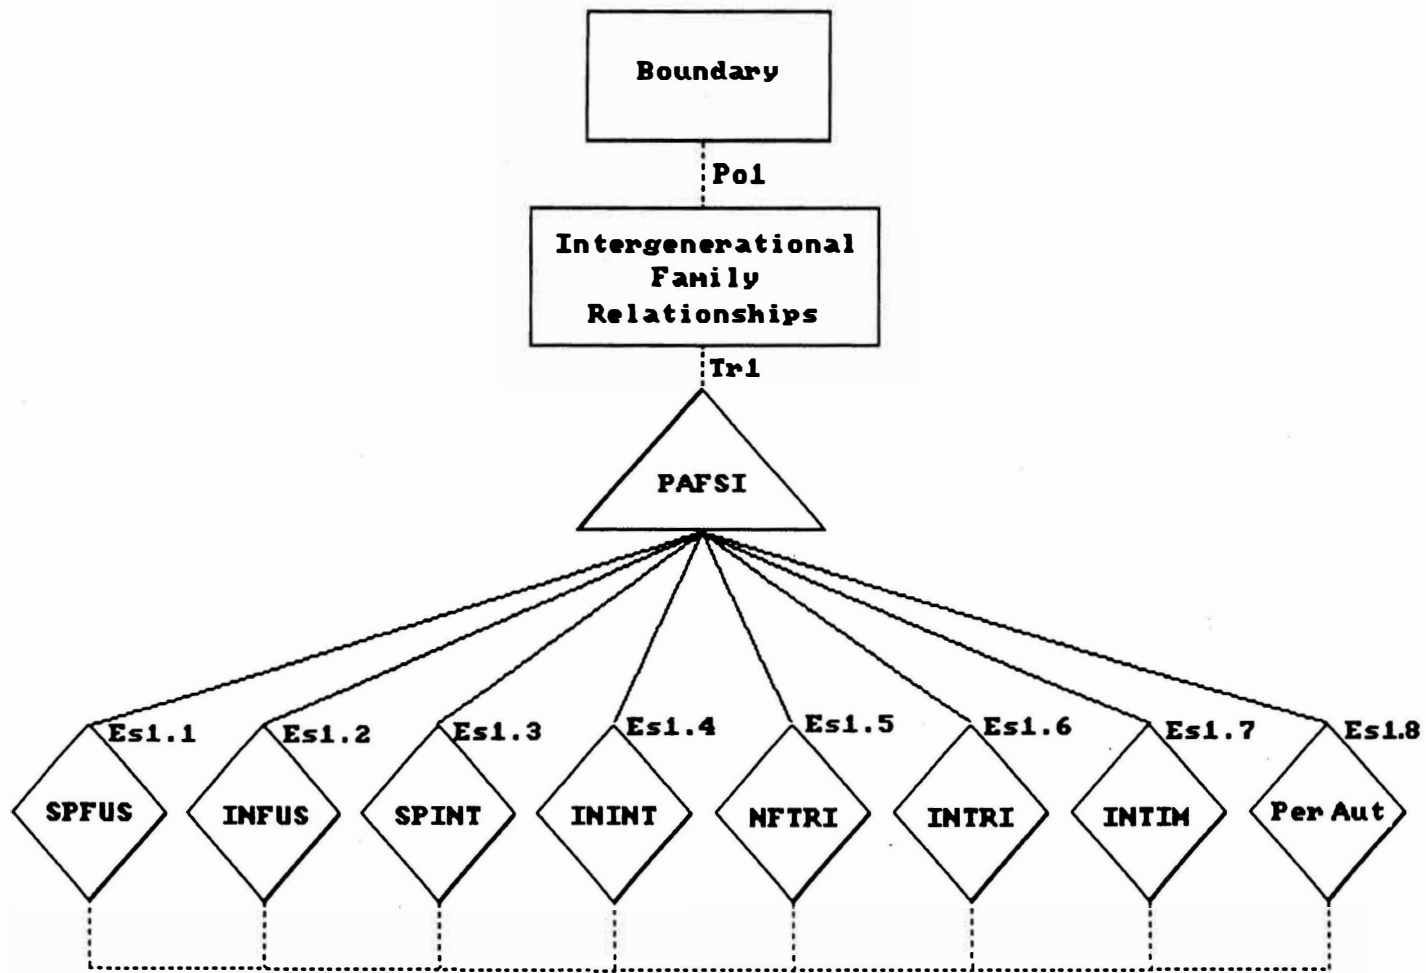 Boundary
Po1
Intergenerational
Family
Relationships
Tr1
PAFSI
Es1.1
Es1.2
Es1.3
Es1.4
Es1.5
Es1.6
Es1.7
Es1.8
SPFUS
INFUS
SPINT
ININT
NFTRI
INTRI
INTIM
Per Aut